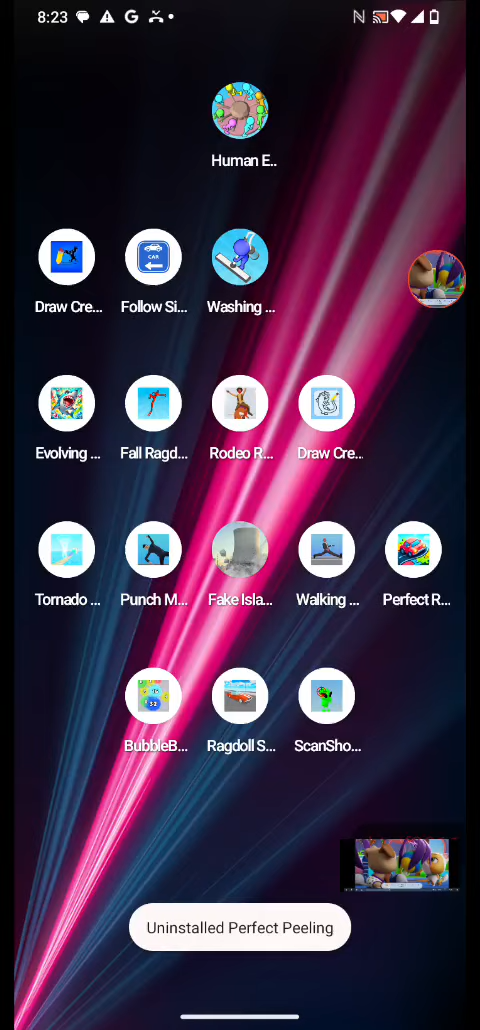 8:23
Human E..
Draw Cre...
Follow Si...
Washing ...
Evolving ...
Fall Ragd...
Rodeo R...
Draw Cre...
Tornado ...
Punch M...
Fake Isla...
Walking ...
Perfect R...
BubbleB...
Ragdoll S...
ScanSho...
Uninstalled Perfect Peeling